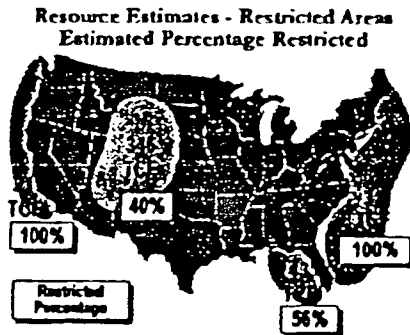 Resource Estimates - Restricted Areas
Estimated Percentage Restricted
40%
100%
100%
56%
Restricted
Percentage